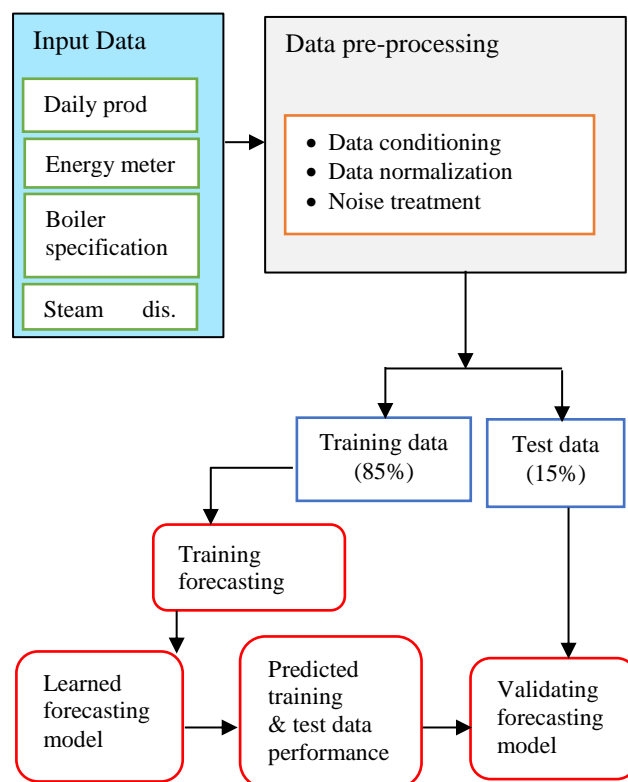 Input Data
Daily prod
Energy meter
Boiler
specification
Steam dis.
Data pre-processing
• Data conditioning
• Data normalization
• Noise treatment
Training data
(85%)
Test data
(15%)
Training
forecasting
Learned
forecasting
model
Predicted
training
& test data
performance
Validating
forecasting
model